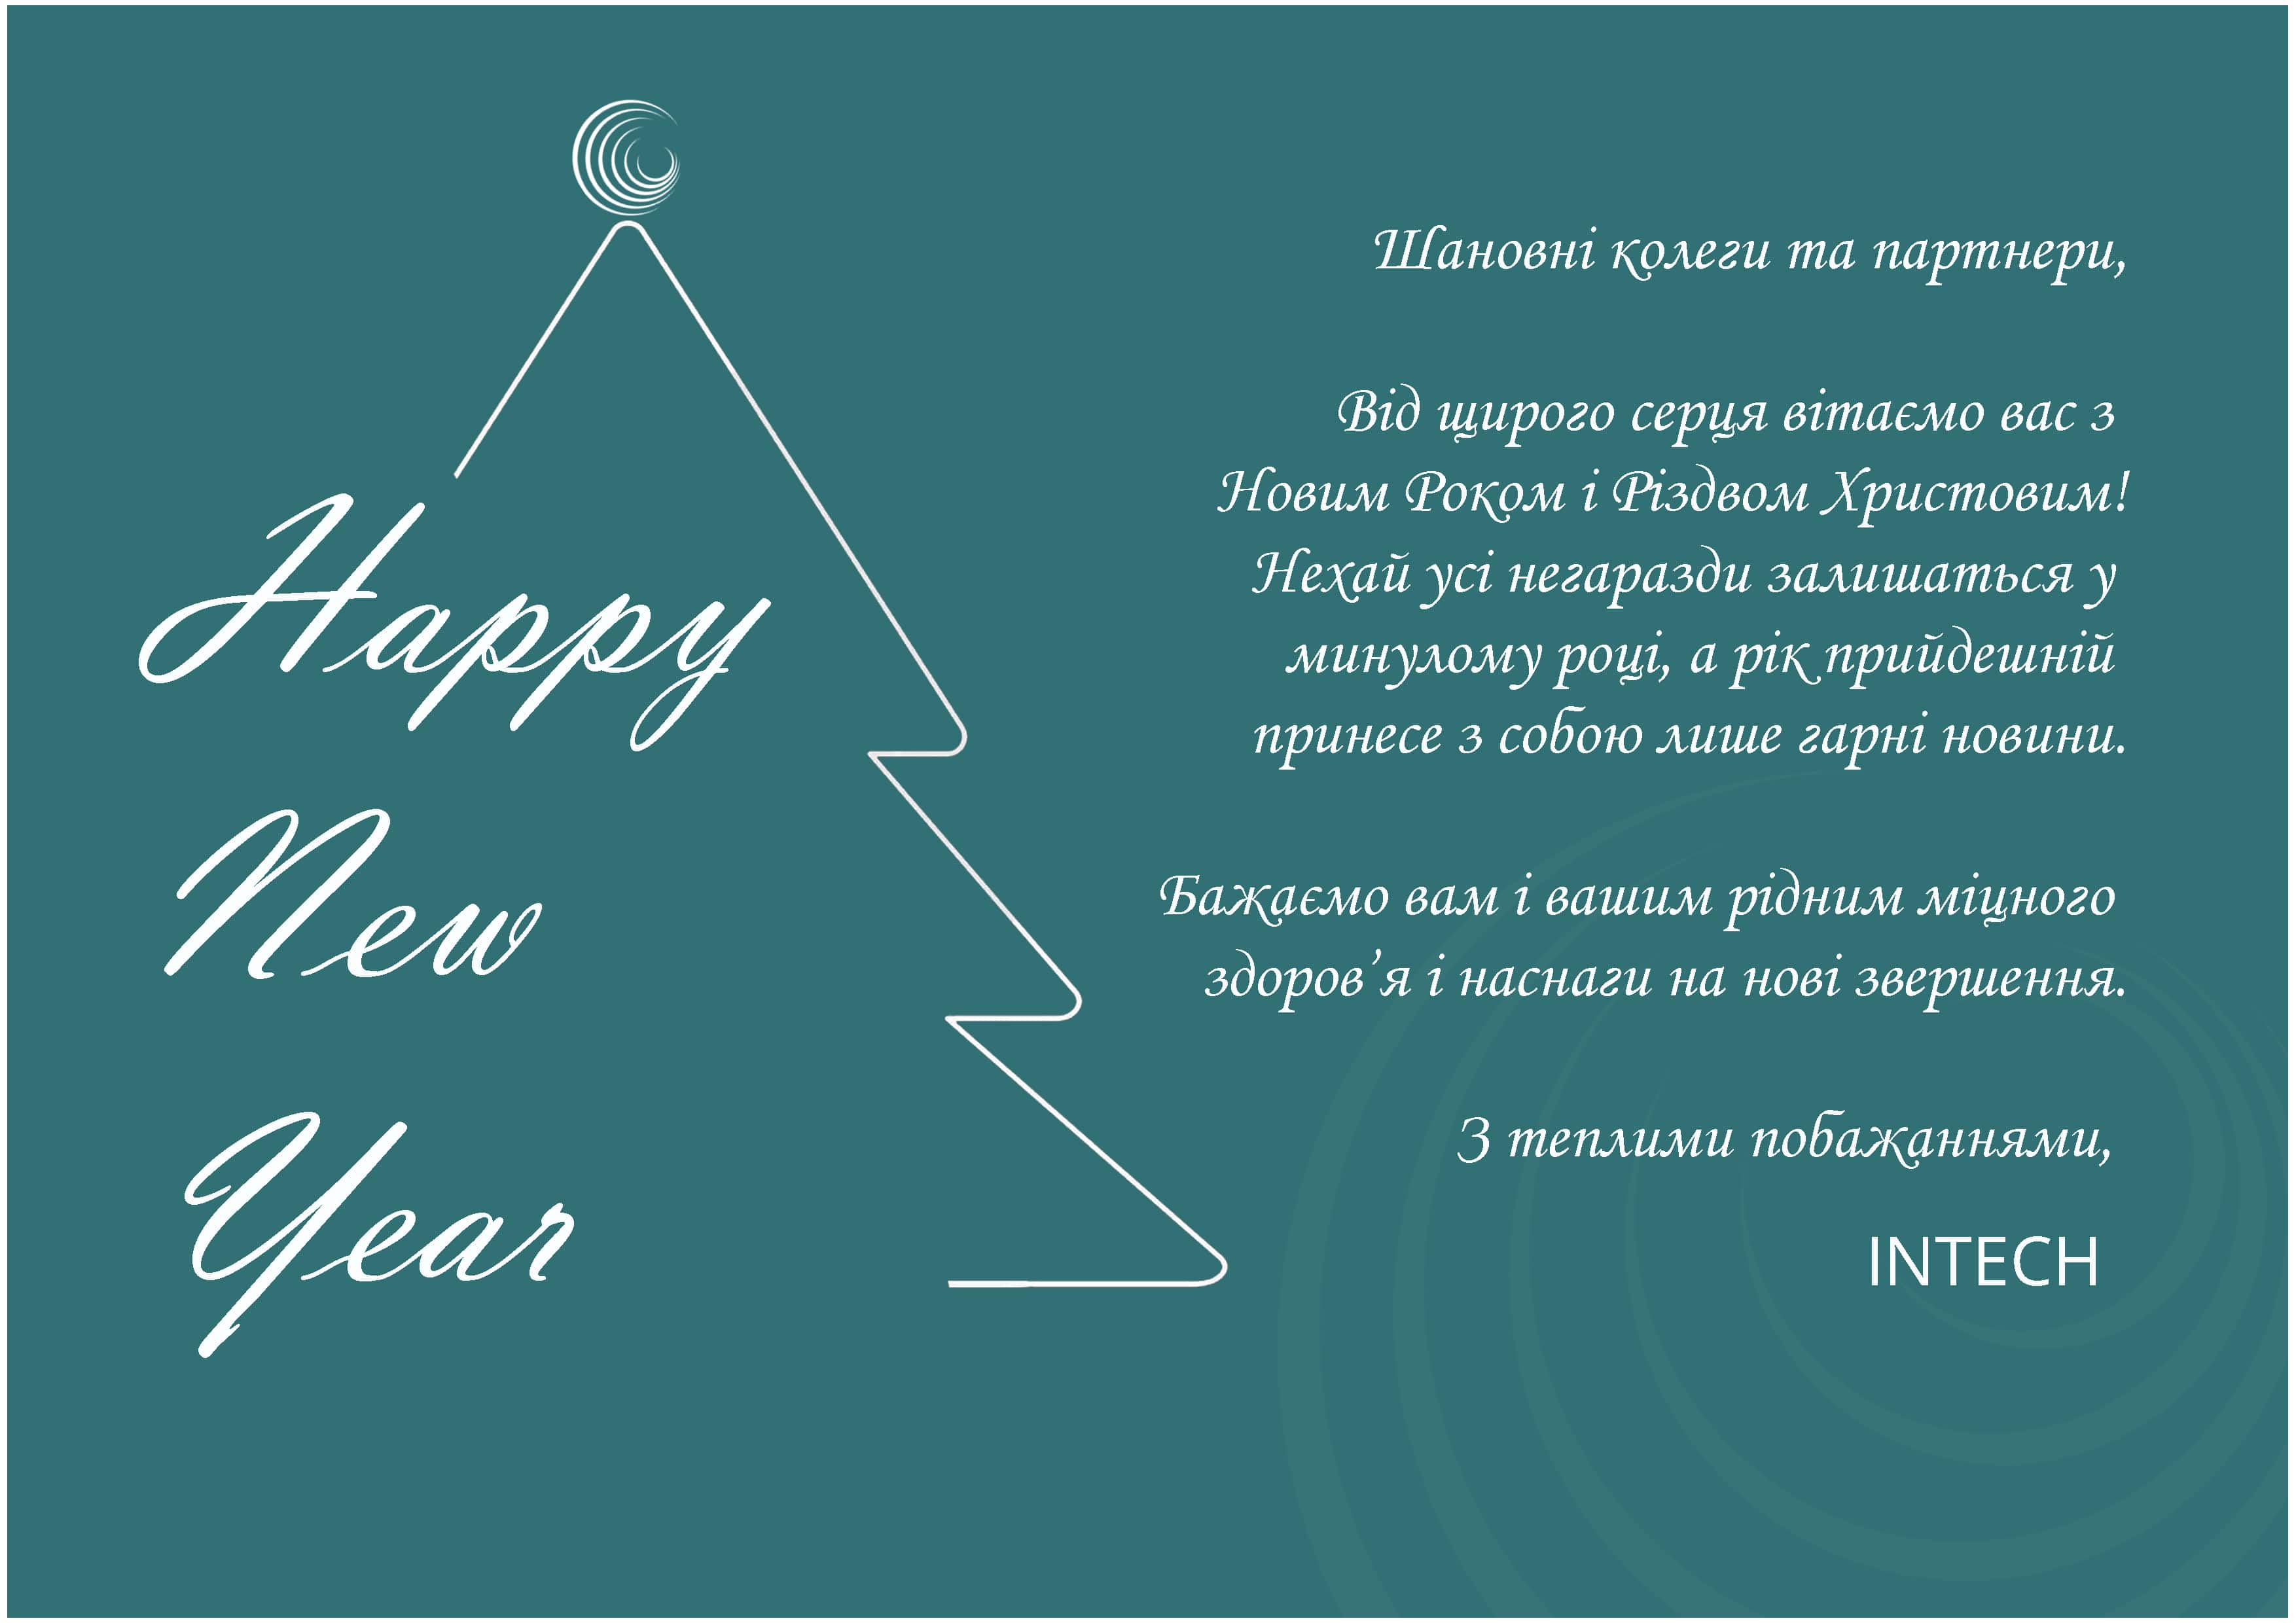 Happy
New
Year
Шановні колеги та партнери,
Від щирого серця вітаємо вас з
Новим Роком і Різдвом Христовим!
Нехай усі негаразди залишаться у
минулому році, а рік прийдешній
принесе з собою лише гарні новини.
Бажаємо вам і вашим рідним міцного
здоров’я і наснаги на нові звершення.
З теплими побажаннями,
INTECH